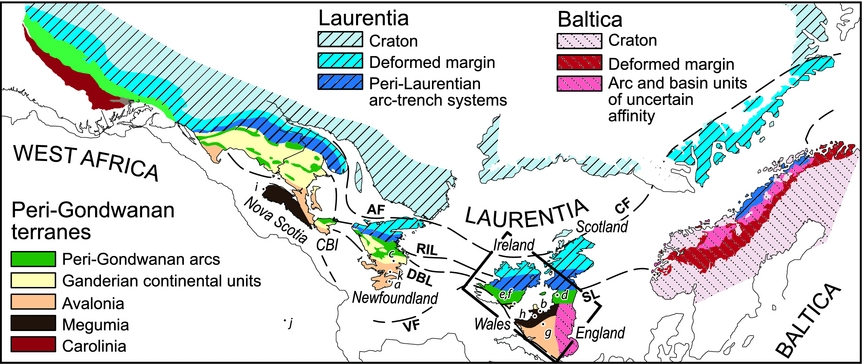 Laurentia
Craton
Deformed margin
Peri-Laurentian
arc-trench systems
Baltica
Craton
Deformed margin
Arc and basin units
of uncertain
affinity
WEST AFRICA
Peri-Gondwanan
terranes
Peri-Gondwanan arcs
Ganderian continental units
Avalonia
Megumia
Carolinia
i
Nova Scotia
CBI
AF
RIL
DBL
c
k
a
Newfoundland
VF
j
LAURENTIA
Ireland
Scotland
CF
SL
e,f
d
b
h
g
Wales
England
BALTICA